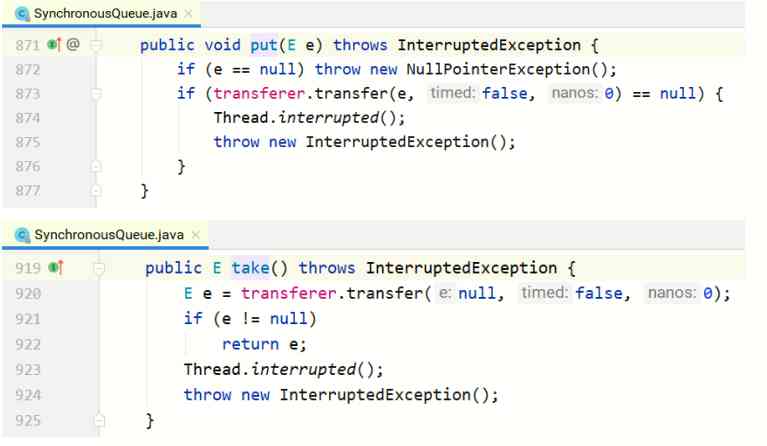 SynchronousQueue.java ×
871 @ public void put(E e) throws InterruptedException {
872 if (e == null) throw new NullPointerException();
873 if (transferer.transfer(e, timed: false, nanos: 0) == null) {
874 Thread.interrupted();
875 throw new InterruptedException();
876 }
877 }
SynchronousQueue.java ×
919 public E take() throws InterruptedException {
920 E e = transferer.transfer( e: null, timed: false, nanos: 0);
921 if (e != null)
922 return e;
923 Thread.interrupted();
924 throw new InterruptedException();
925 }